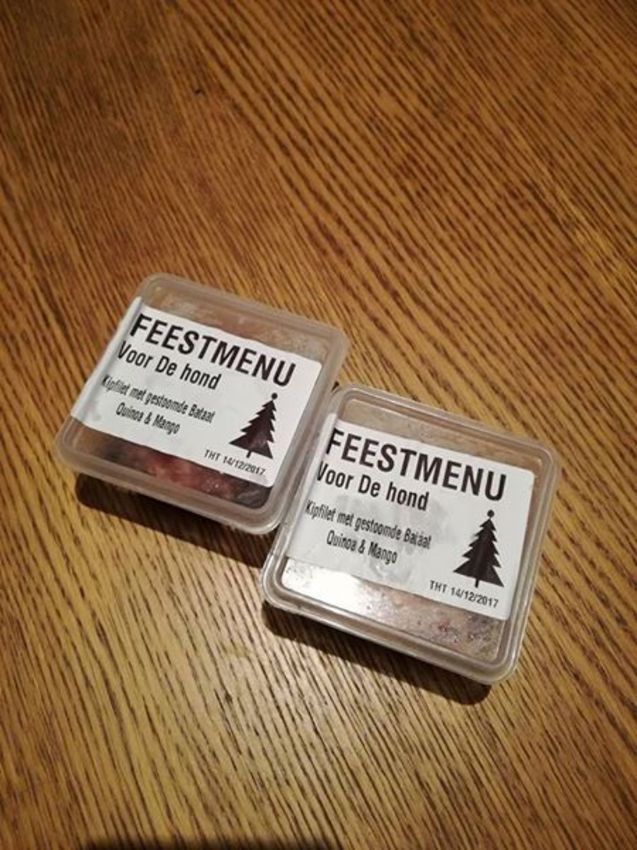 FEESTMENU
Voor De hond
Kipfilet met gestoomde Bataat
Quinoa & Mango
THT 14/12/2017
FEESTMENU
Voor De hond
Kipfilet met gestoomde Bataat
Quinoa & Mango
THT 14/12/2017